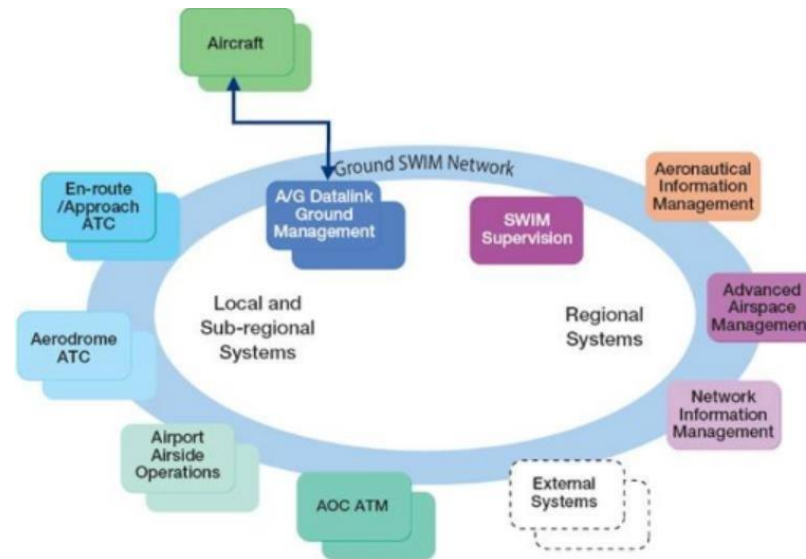 Aircraft
Ground SWIM Network
En-route
/Approach
ATC
A/G Datalink
Ground
Management
SWIM
Supervision
Aeronautical
Information
Management
Local and
Sub-regional
Systems
Regional
Systems
Advanced
Airspace
Management
Aerodrome
ATC
Network
Information
Management
Airport
Airside
Operations
AOC ATM
External
Systems